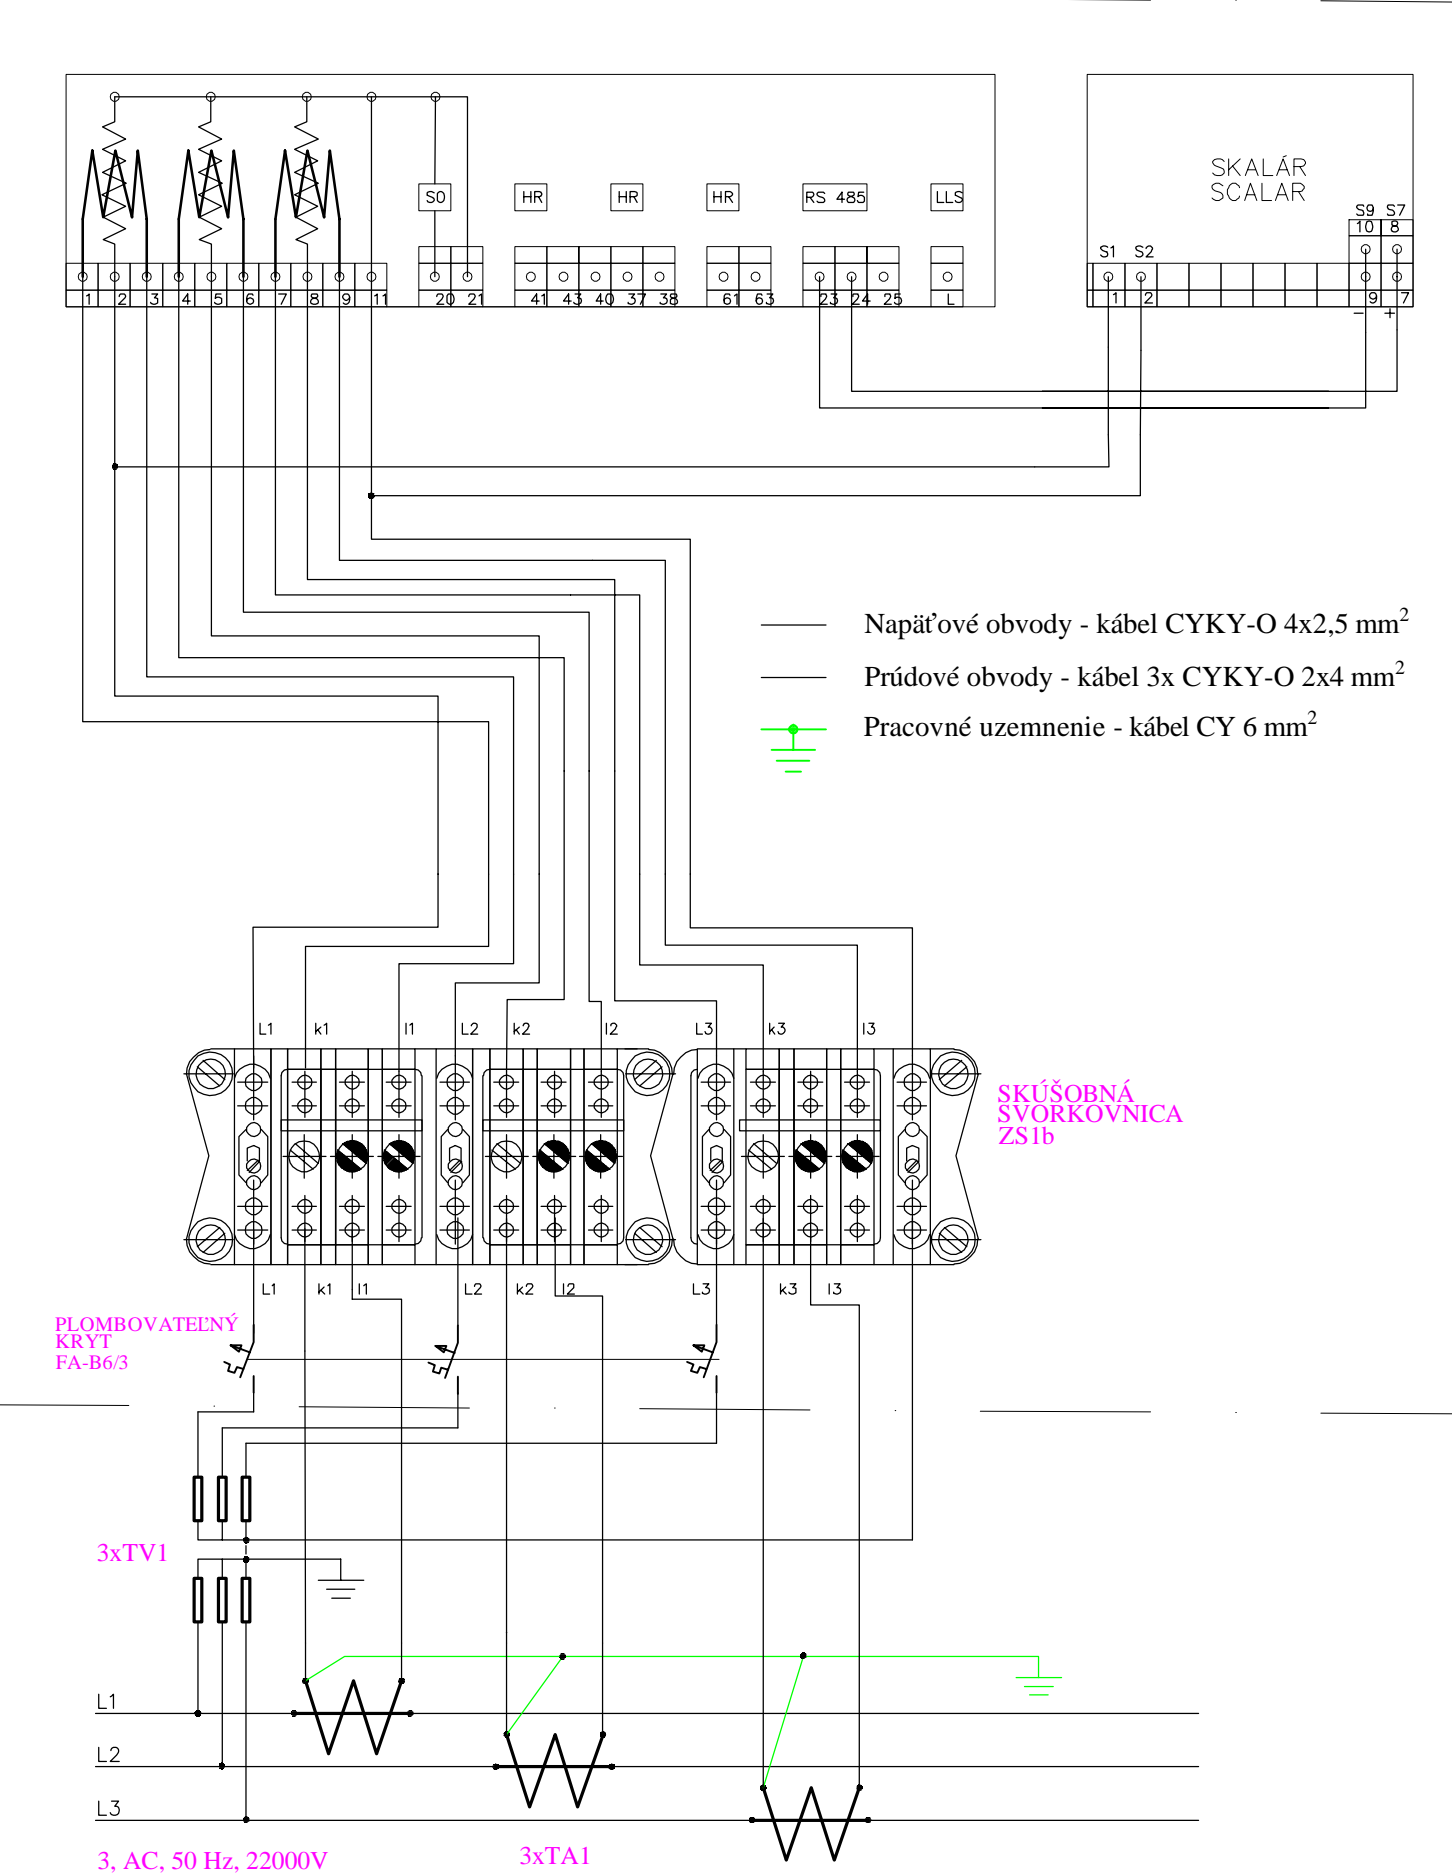 SKALÁR
SCALAR
S0 HR HR HR RS 485 LLS
S9 S7
10 8
S1 S2
1 2 3 4 5 6 7 8 9 11 20 21 41 43 40 37 38 61 63 23 24 25 L
1 2 9 7
- +
Napäťové obvody - kábel CYKY-O 4x2,5 mm²
Prúdové obvody - kábel 3x CYKY-O 2x4 mm²
Pracovné uzemnenie - kábel CY 6 mm²
L1 k1 l1 L2 k2 l2 L3 k3 l3
SKÚŠOBNÁ
SVORKOVNICA
ZS1b
L1 k1 l1 L2 k2 l2 L3 k3 l3
PLOMBOVATEĽNÝ
KRYT
FA-B6/3
3xTV1
L1
L2
L3
3xTA1
3, AC, 50 Hz, 22000V